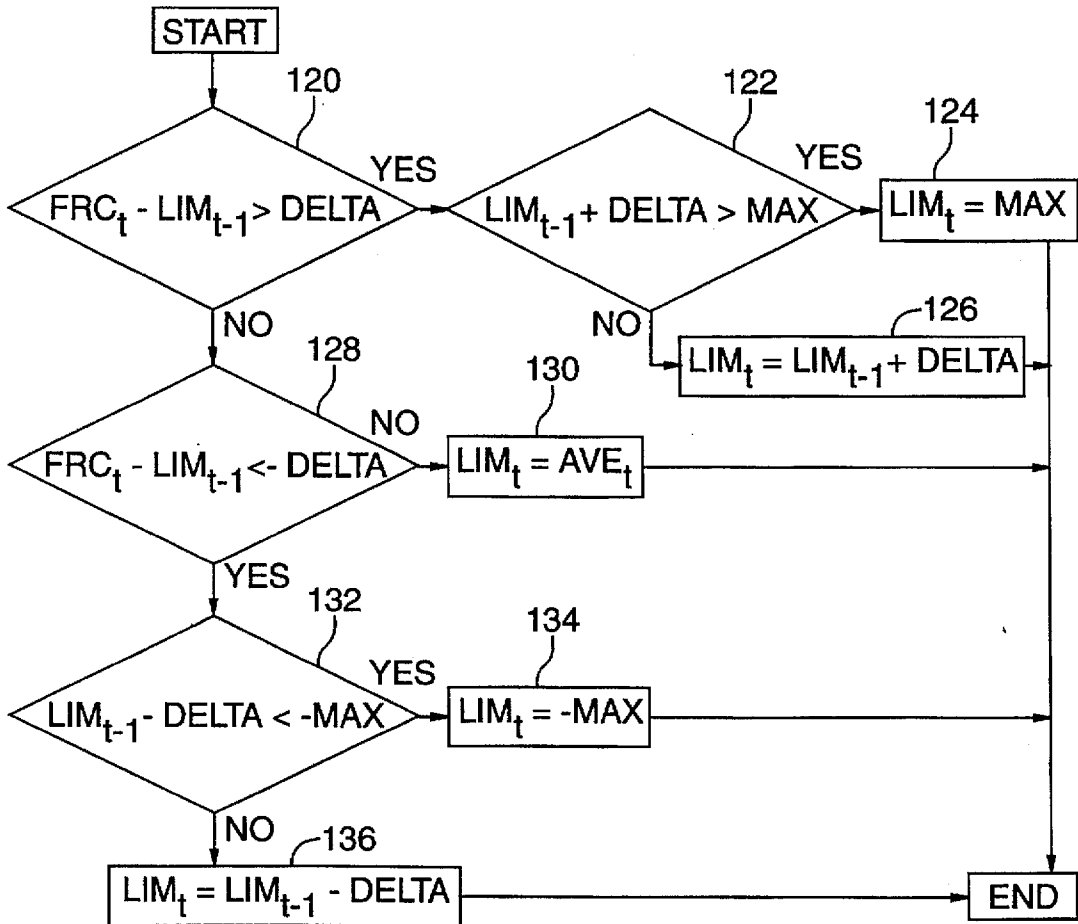 START
120
122
124
FRCₜ - LIMₜ₋₁ > DELTA
YES
LIMₜ₋₁ + DELTA > MAX
YES
LIMₜ = MAX
NO
NO
126
LIMₜ = LIMₜ₋₁ + DELTA
128
130
FRCₜ - LIMₜ₋₁ <- DELTA
NO
LIMₜ = AVEₜ
YES
132
134
LIMₜ₋₁ - DELTA < -MAX
YES
LIMₜ = -MAX
NO
136
LIMₜ = LIMₜ₋₁ - DELTA
END